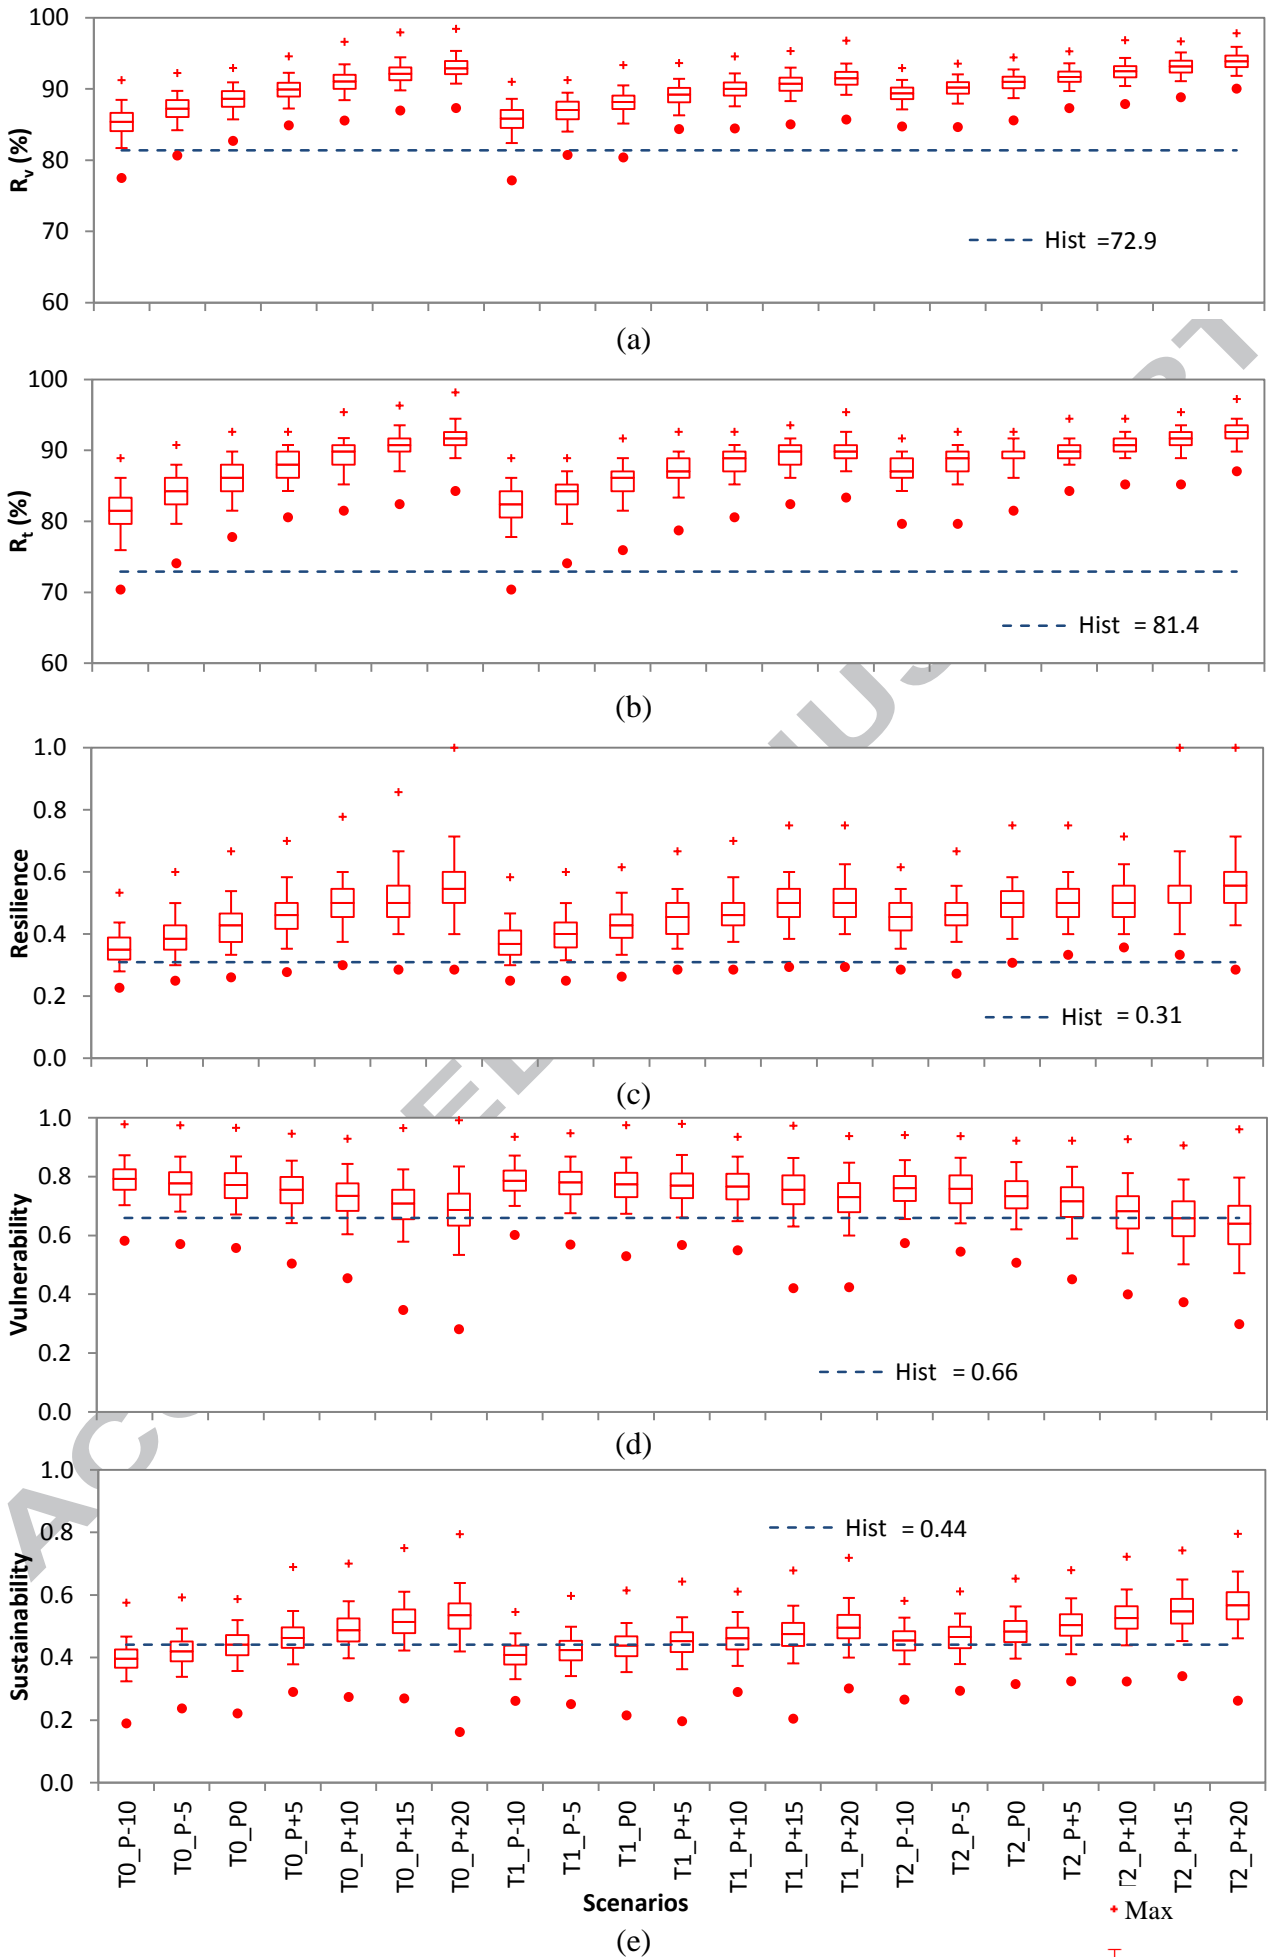 100
90
80
70
60
Rv (%)
Hist =72.9
(a)
100
90
80
70
60
Rt (%)
Hist = 81.4
(b)
1.0
0.8
0.6
0.4
0.2
0.0
Resilience
Hist = 0.31
(c)
1.0
0.8
0.6
0.4
0.2
0.0
Vulnerability
Hist = 0.66
(d)
1.0
0.8
0.6
0.4
0.2
0.0
Sustainability
Hist = 0.44
T0_P-10
T0_P-5
T0_P0
T0_P+5
T0_P+10
T0_P+15
T0_P+20
T1_P-10
T1_P-5
T1_P0
T1_P+5
T1_P+10
T1_P+15
T1_P+20
T2_P-10
T2_P-5
T2_P0
T2_P+5
T2_P+10
T2_P+15
T2_P+20
Scenarios
Max
(e)